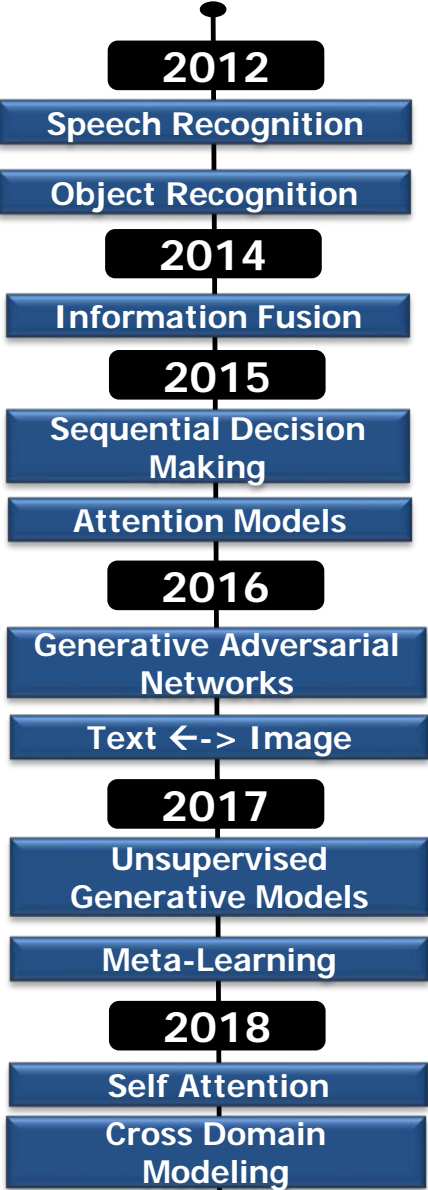 2012
Speech Recognition
Object Recognition
2014
Information Fusion
2015
Sequential Decision
Making
Attention Models
2016
Generative Adversarial
Networks
Text ←-> Image
2017
Unsupervised
Generative Models
Meta-Learning
2018
Self Attention
Cross Domain
Modeling